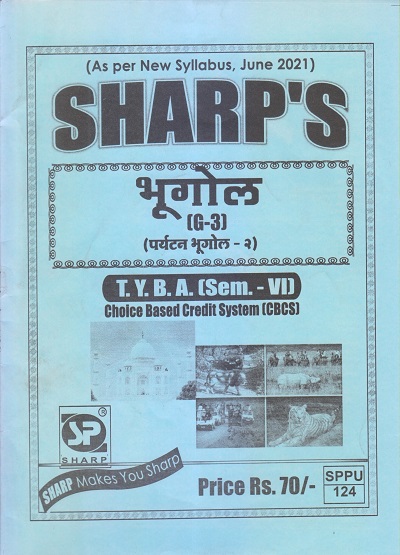 (As per New Syllabus, June 2021)
SHARP'S
भूगोल
(G-3)
(पर्यटन भूगोल - २)
T. Y. B. A. (Sem. - VI)
Choice Based Credit System (CBCS)
SP
®
SHARP
SHARP Makes You Sharp
Price Rs. 70/-
SPPU
124